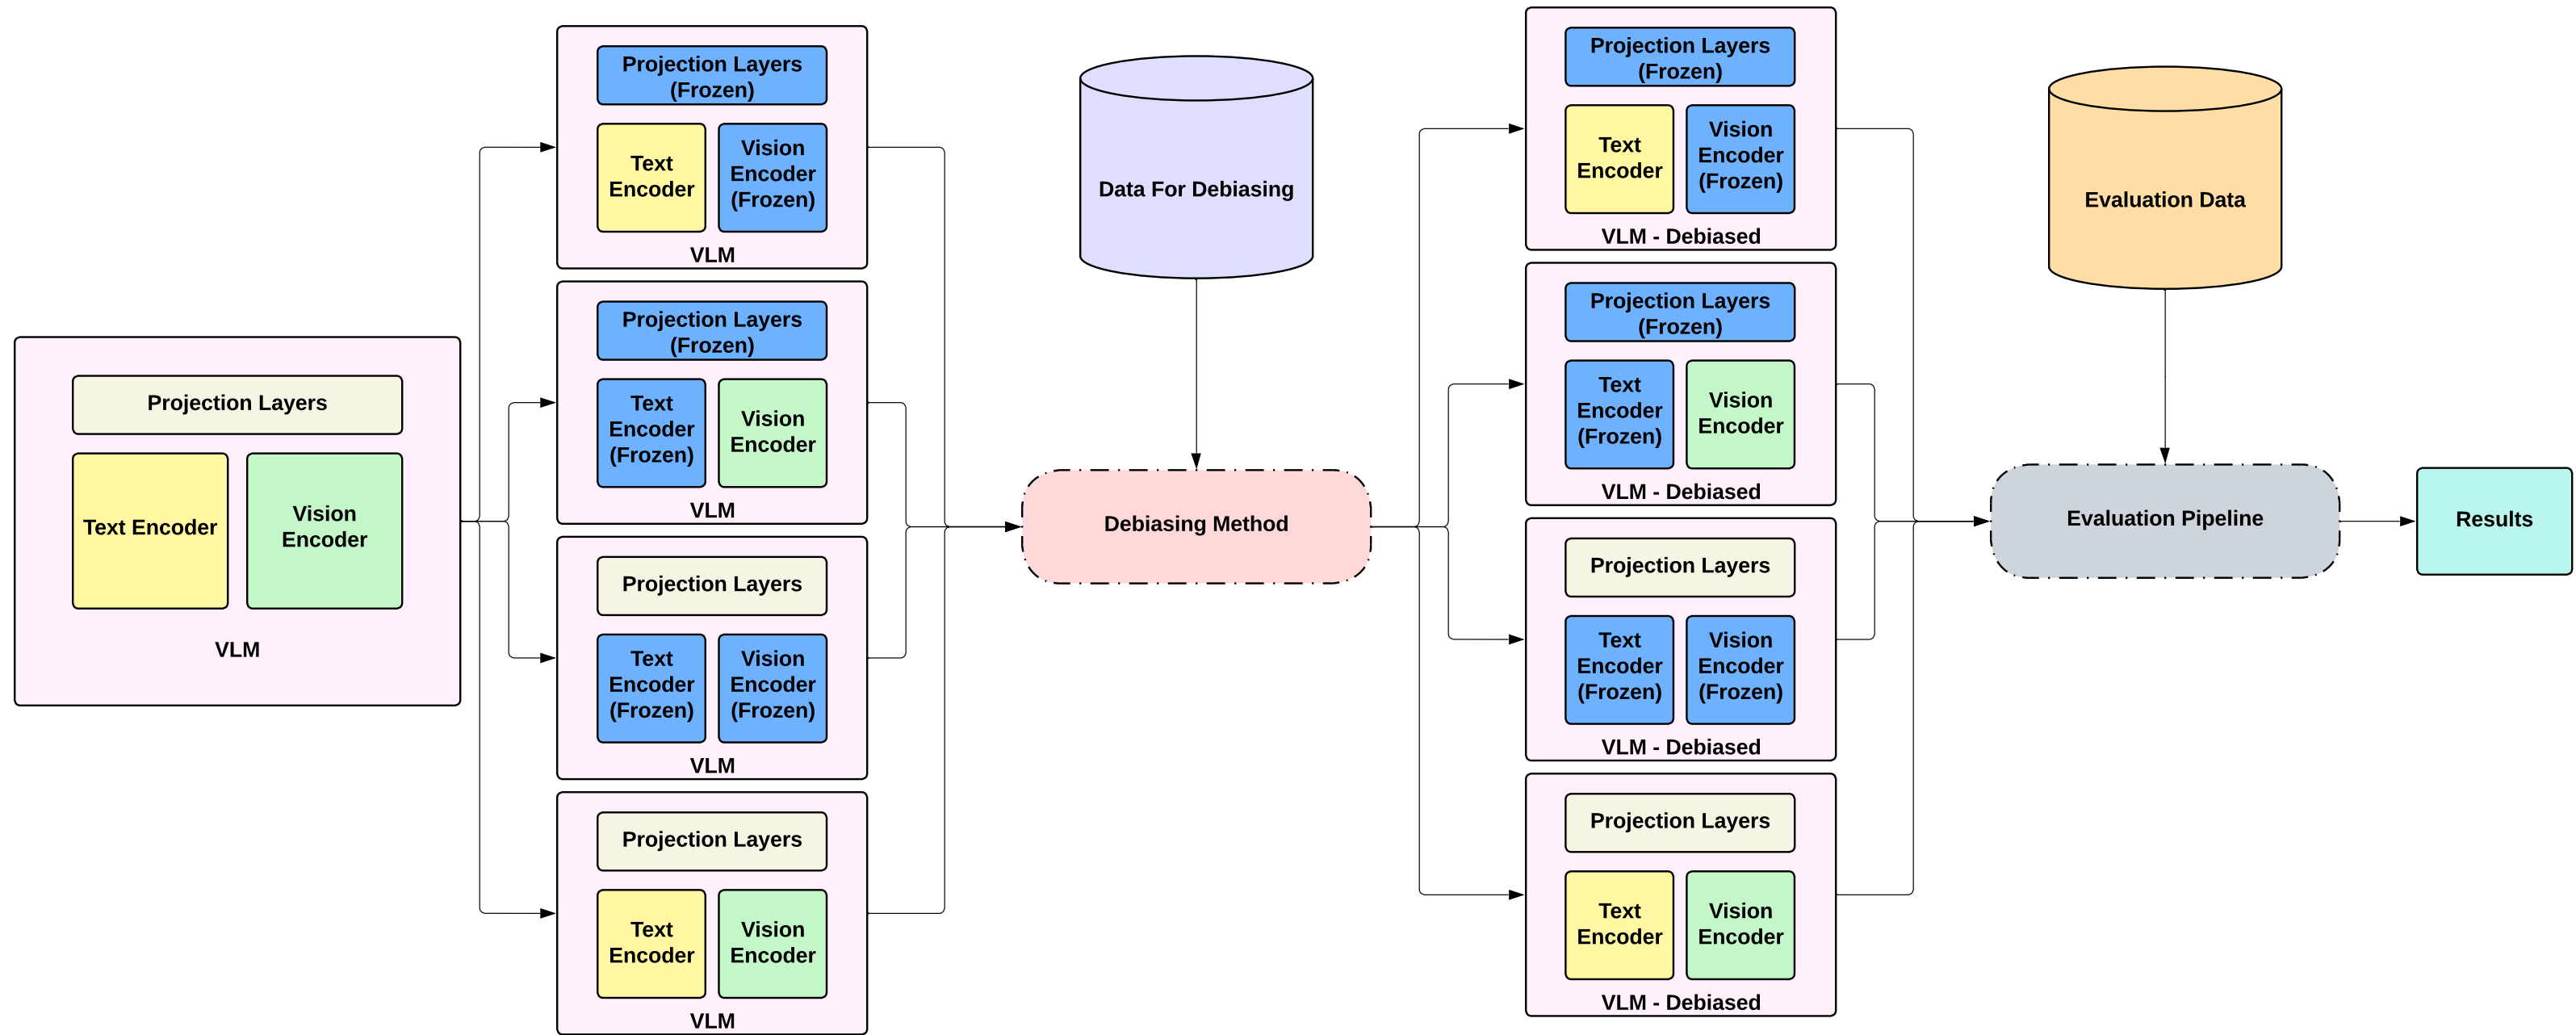 Projection Layers
Text Encoder
Vision
Encoder
VLM
Projection Layers
(Frozen)
Text
Encoder
Vision
Encoder
(Frozen)
VLM
Projection Layers
(Frozen)
Text
Encoder
(Frozen)
Vision
Encoder
VLM
Projection Layers
Text
Encoder
(Frozen)
Vision
Encoder
(Frozen)
VLM
Projection Layers
Text
Encoder
Vision
Encoder
VLM
Data For Debiasing
Debiasing Method
Projection Layers
(Frozen)
Text
Encoder
Vision
Encoder
(Frozen)
VLM - Debiased
Projection Layers
(Frozen)
Text
Encoder
(Frozen)
Vision
Encoder
VLM - Debiased
Projection Layers
Text
Encoder
(Frozen)
Vision
Encoder
(Frozen)
VLM - Debiased
Projection Layers
Text
Encoder
Vision
Encoder
VLM - Debiased
Evaluation Data
Evaluation Pipeline
Results